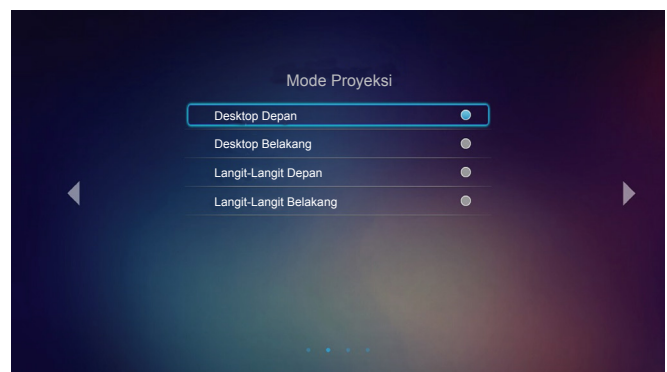 Mode Proyeksi
Desktop Depan
Desktop Belakang
Langit-Langit Depan
Langit-Langit Belakang